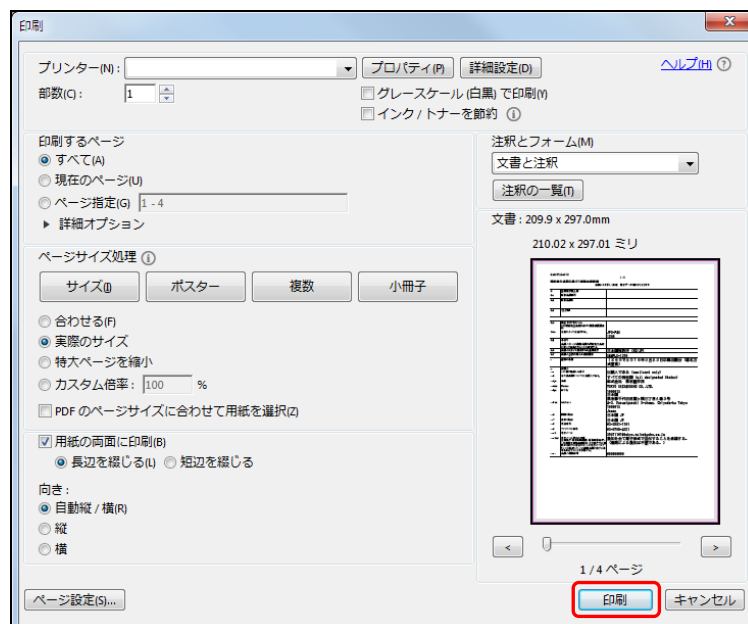 印刷
プリンター(N): プロパティ(P) 詳細設定(D) ヘルプ(H)
部数(C): 1 グレースケール (白黒) で印刷(Y)
インク / トナーを節約
印刷するページ
すべて(A)
現在のページ(U)
ページ指定(G) 1 - 4
詳細オプション
ページサイズ処理
サイズ(I) ポスター 複数 小冊子
合わせる(F)
実際のサイズ
特大ページを縮小
カスタム倍率: 100 %
PDF のページサイズに合わせて用紙を選択(Z)
用紙の両面に印刷(B)
長辺を綴じる(L) 短辺を綴じる
向き:
自動縦 / 横(R)
縦
横
注釈とフォーム(M)
文書と注釈
注釈の一覧(T)
文書: 209.9 x 297.0mm
210.02 x 297.01 ミリ
< >
1 / 4 ページ
ページ設定(S)... 印刷 キャンセル